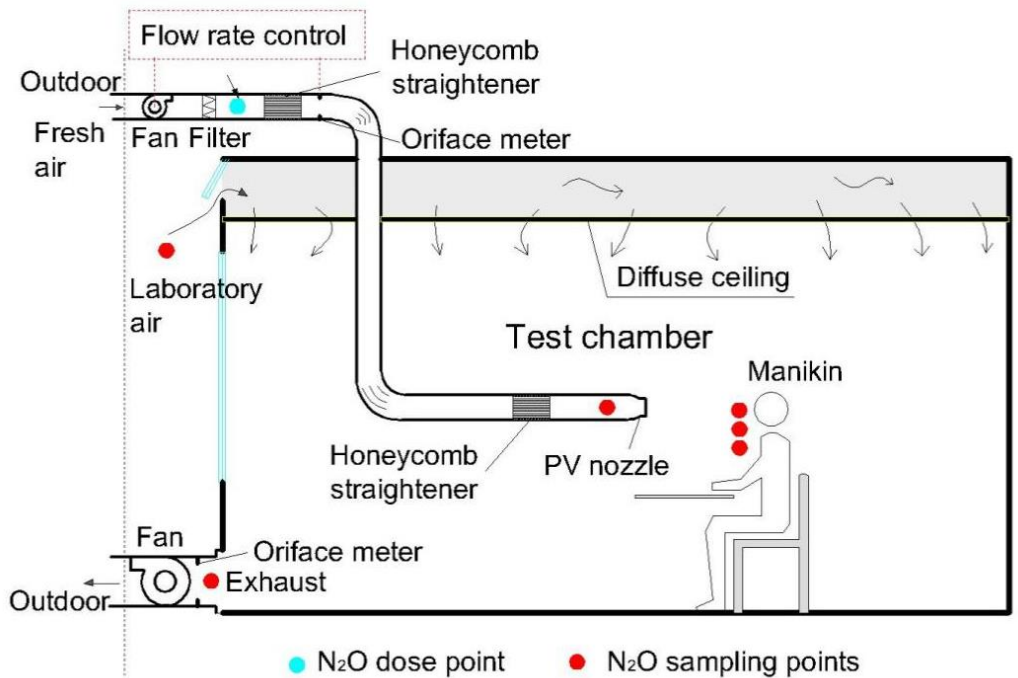 Flow rate control
Honeycomb
straightener
Outdoor
Fresh
air
Fan
Filter
Oriface meter
Laboratory
air
Diffuse ceiling
Test chamber
Manikin
Honeycomb
straightener
PV nozzle
Fan
Oriface meter
Exhaust
Outdoor
N₂O dose point
N₂O sampling points